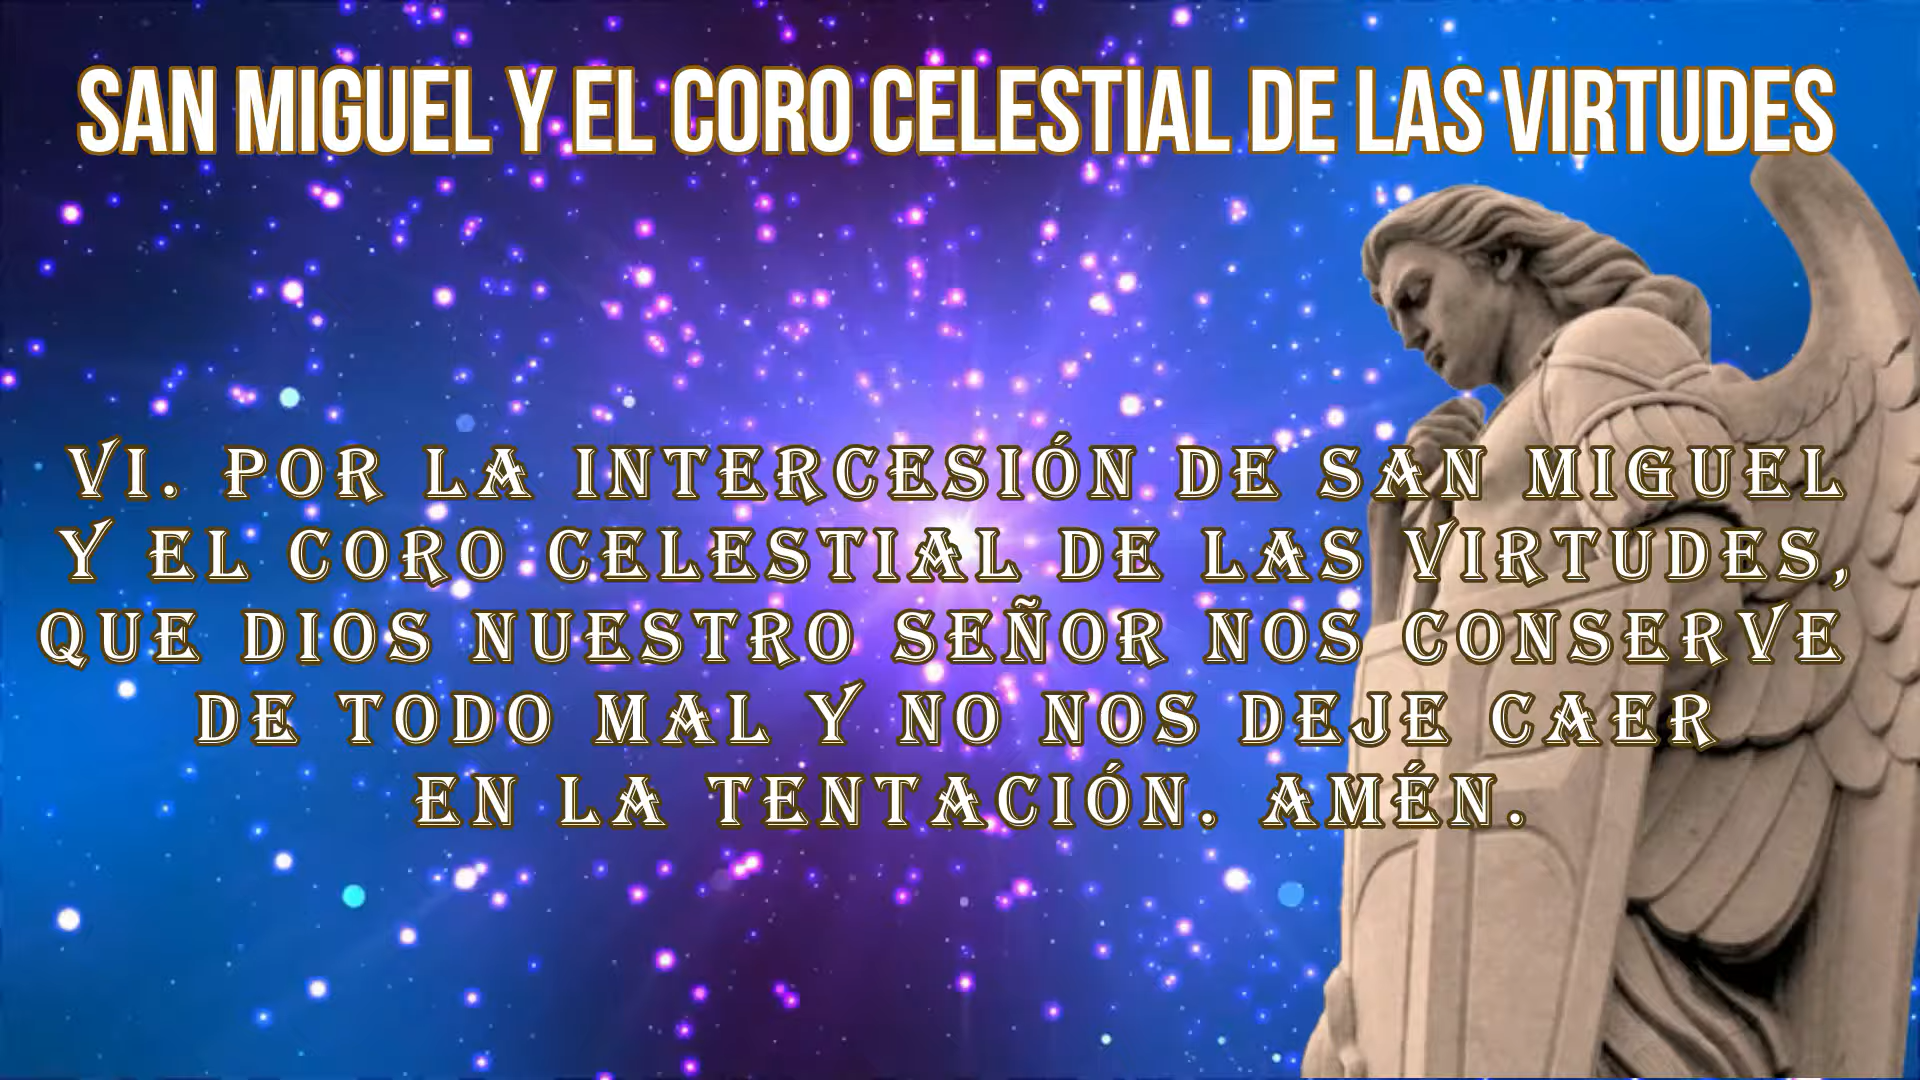 SAN MIGUEL Y EL CORO CELESTIAL DE LAS VIRTUDES
VI. POR LA INTERCESIÓN DE SAN MIGUEL
Y EL CORO CELESTIAL DE LAS VIRTUDES,
QUE DIOS NUESTRO SEÑOR NOS CONSERVE
DE TODO MAL Y NO NOS DEJE CAER
EN LA TENTACIÓN. AMÉN.